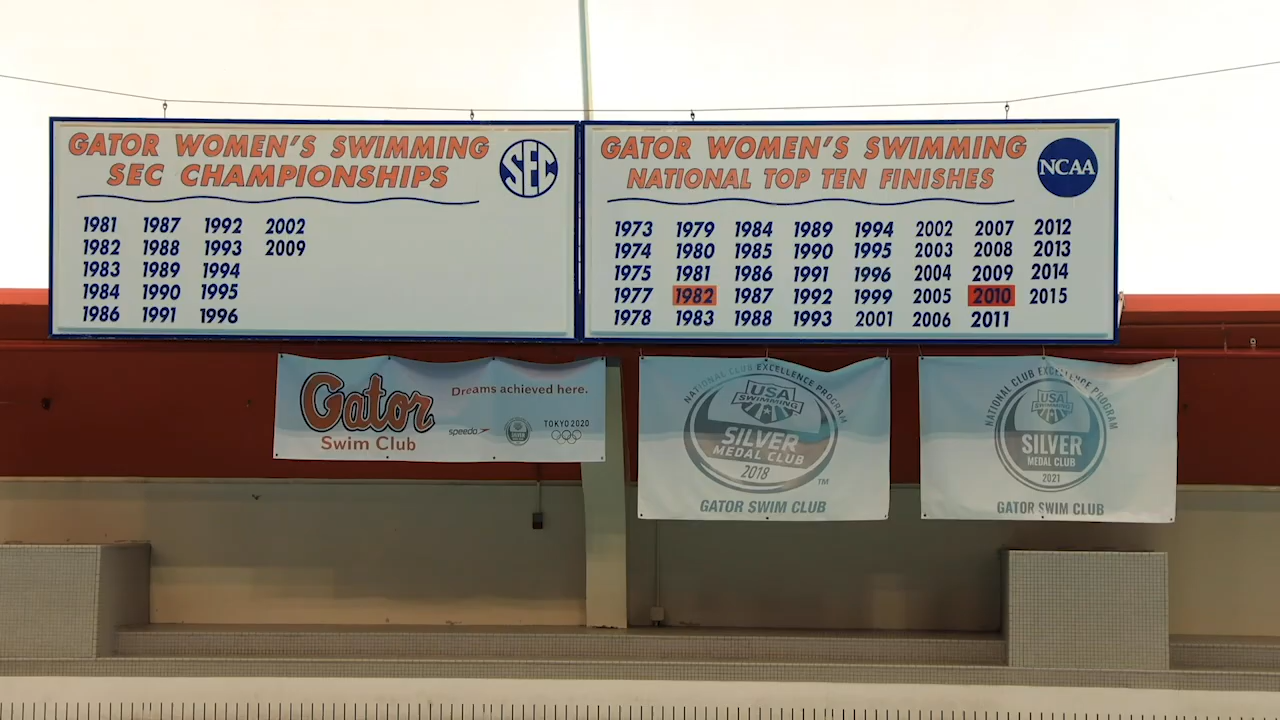 GATOR WOMEN'S SWIMMING
SEC CHAMPIONSHIPS
SEC
1981 1987 1992 2002
1982 1988 1993 2009
1983 1989 1994
1984 1990 1995
1986 1991 1996
GATOR WOMEN'S SWIMMING
NATIONAL TOP TEN FINISHES
NCAA
1973 1979 1984 1989 1994 2002 2007 2012
1974 1980 1985 1990 1995 2003 2008 2013
1975 1981 1986 1991 1996 2004 2009 2014
1977 1982 1987 1992 1999 2005 2010 2015
1978 1983 1988 1993 2001 2006 2011
Gator
Swim Club
Dreams achieved here.
speedo
TOKYO 2020
NATIONAL CLUB EXCELLENCE PROGRAM
USA
SWIMMING
SILVER
MEDAL CLUB
2018
TM
GATOR SWIM CLUB
NATIONAL CLUB EXCELLENCE PROGRAM
USA
SWIMMING
SILVER
MEDAL CLUB
2021
GATOR SWIM CLUB